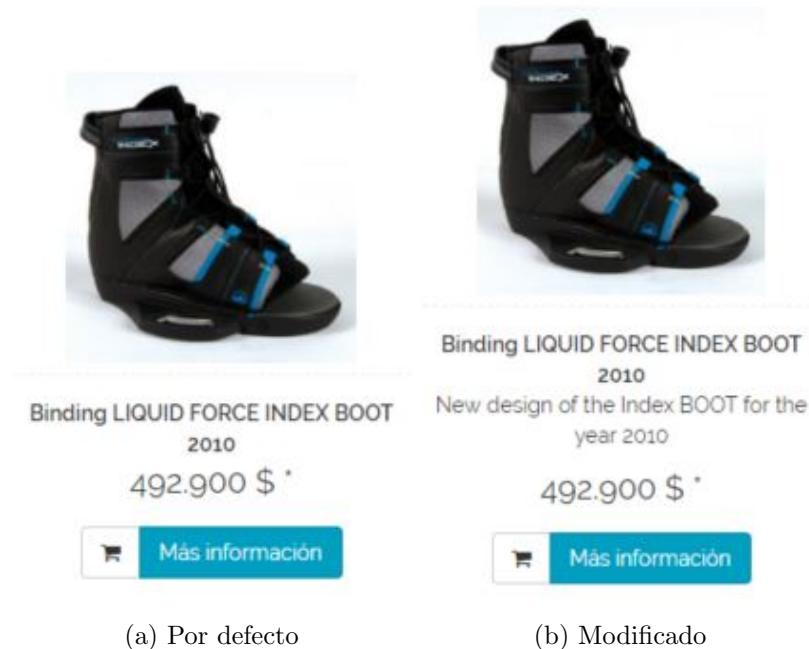 Binding LIQUID FORCE INDEX BOOT
2010
492.900 $ *
Más información
(a) Por defecto
Binding LIQUID FORCE INDEX BOOT
2010
New design of the Index BOOT for the
year 2010
492.900 $ *
Más información
(b) Modificado